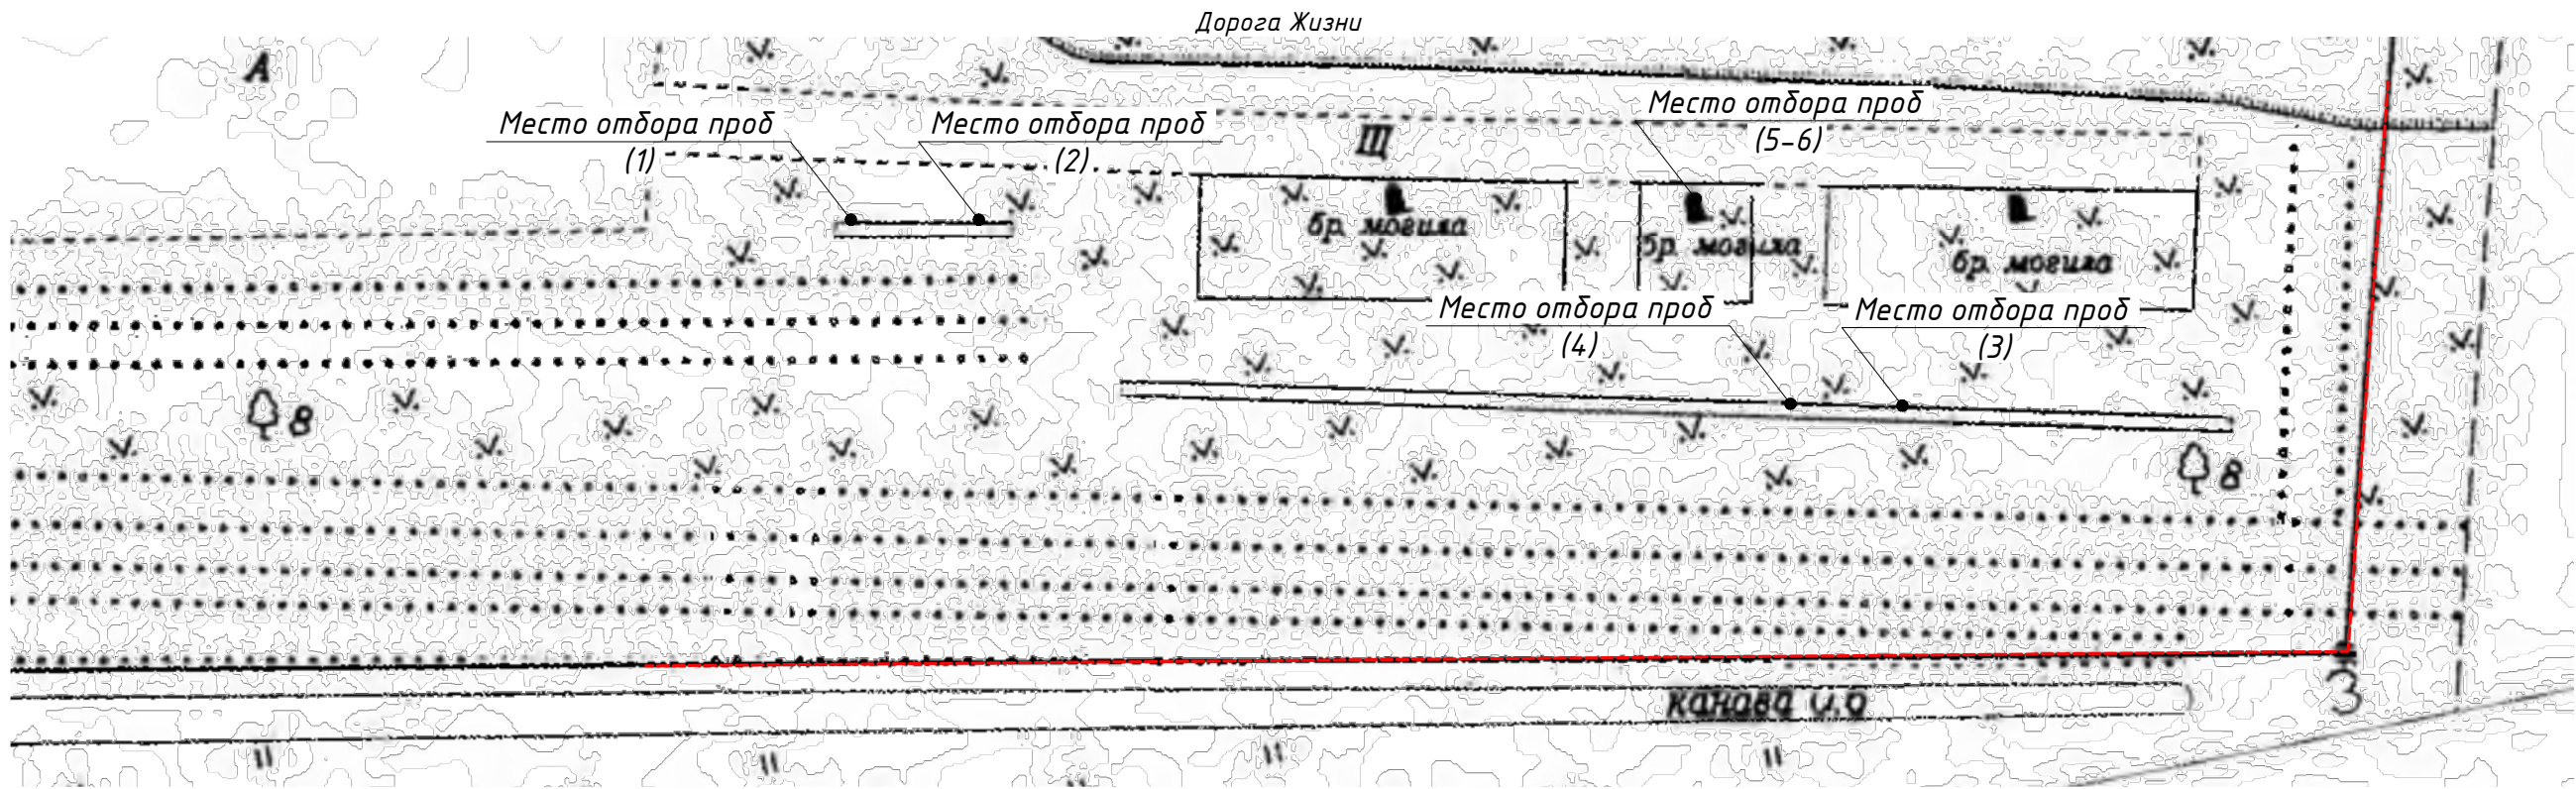 Дорога Жизни
А
Место отбора проб
(1)
Место отбора проб
(2)
Место отбора проб
(5-6)
Щ
бр. могила
бр. могила
бр. могила
Место отбора проб
(4)
Место отбора проб
(3)
8
8
канава и.о
3